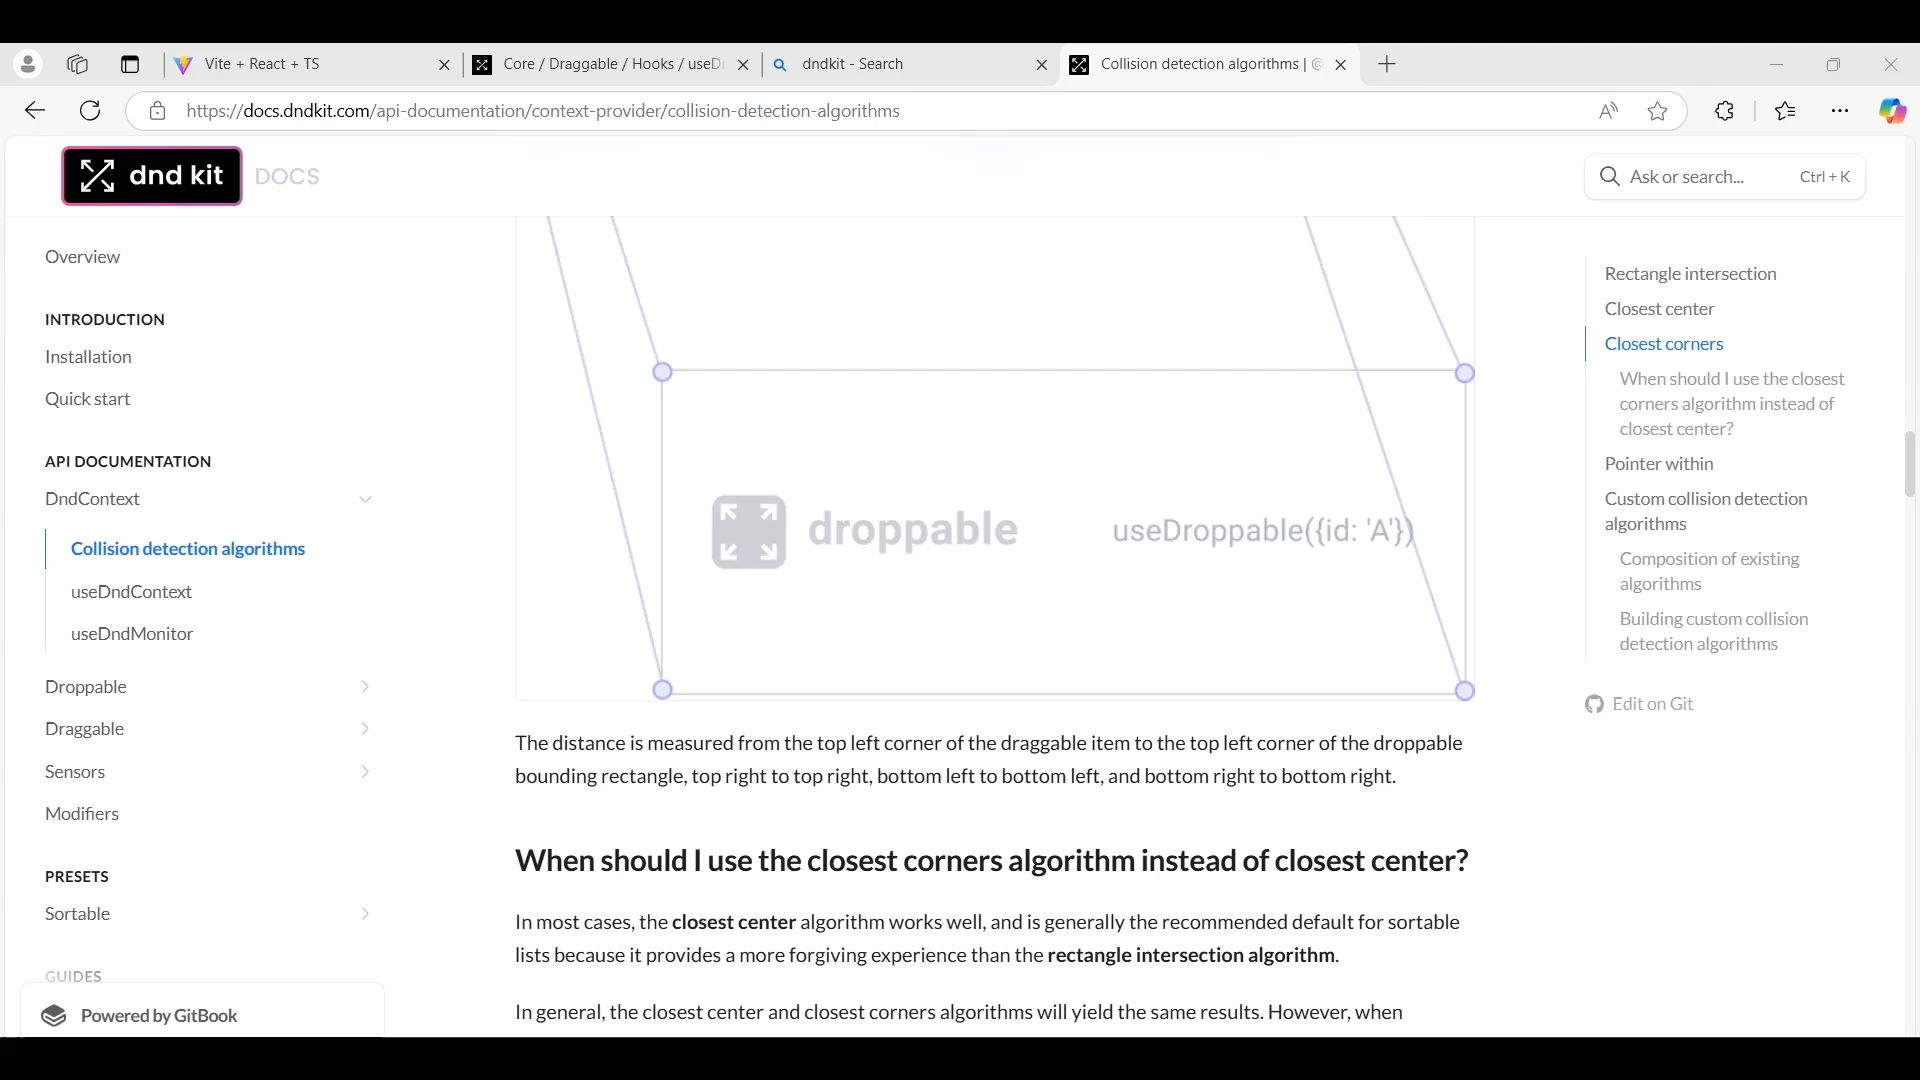 Vite + React + TS
Core / Draggable / Hooks / useD
dndkit - Search
Collision detection algorithms | @
https://docs.dndkit.com/api-documentation/context-provider/collision-detection-algorithms
dnd kit DOCS
Ask or search... Ctrl + K
Overview
INTRODUCTION
Installation
Quick start
API DOCUMENTATION
DndContext
Collision detection algorithms
useDndContext
useDndMonitor
Droppable
Draggable
Sensors
Modifiers
PRESETS
Sortable
GUIDES
Powered by GitBook
droppable useDroppable({id: 'A'})
The distance is measured from the top left corner of the draggable item to the top left corner of the droppable
bounding rectangle, top right to top right, bottom left to bottom left, and bottom right to bottom right.
When should I use the closest corners algorithm instead of closest center?
In most cases, the closest center algorithm works well, and is generally the recommended default for sortable
lists because it provides a more forgiving experience than the rectangle intersection algorithm.
In general, the closest center and closest corners algorithms will yield the same results. However, when
Rectangle intersection
Closest center
Closest corners
When should I use the closest
corners algorithm instead of
closest center?
Pointer within
Custom collision detection
algorithms
Composition of existing
algorithms
Building custom collision
detection algorithms
Edit on Git